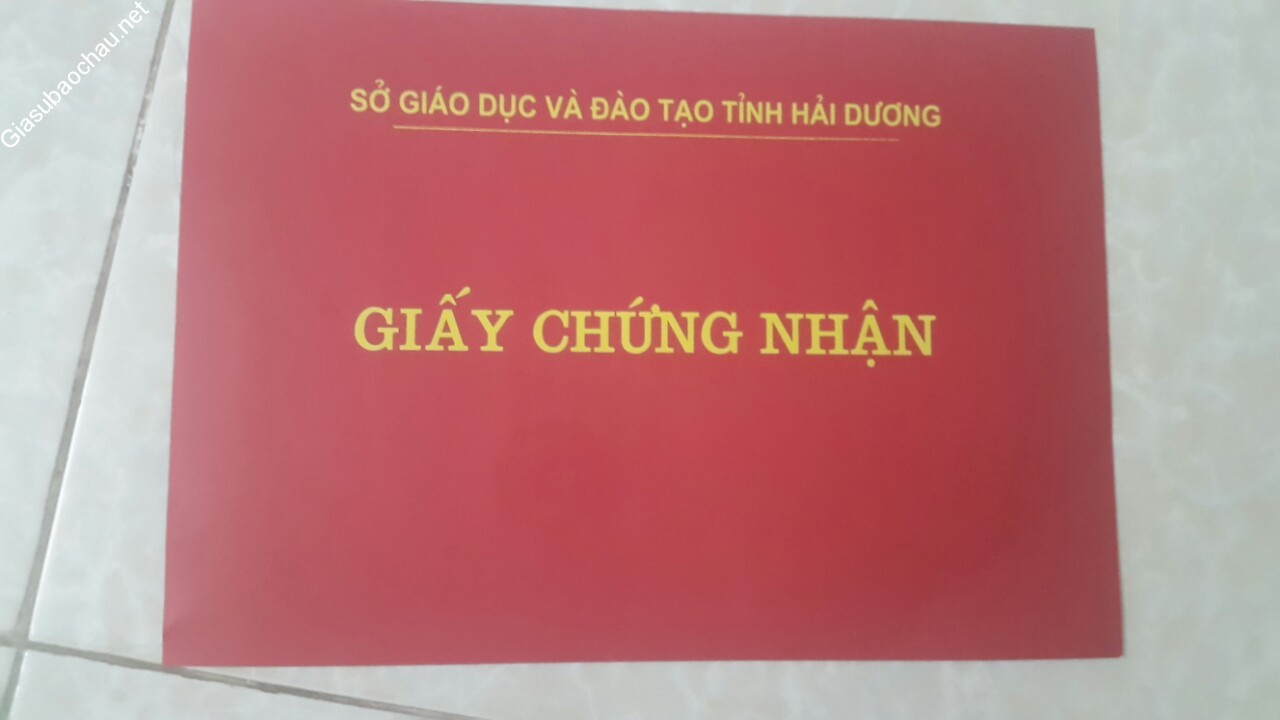 Giasubaochau.net
SỞ GIÁO DỤC VÀ ĐÀO TẠO TỈNH HẢI DƯƠNG
GIẤY CHỨNG NHẬN